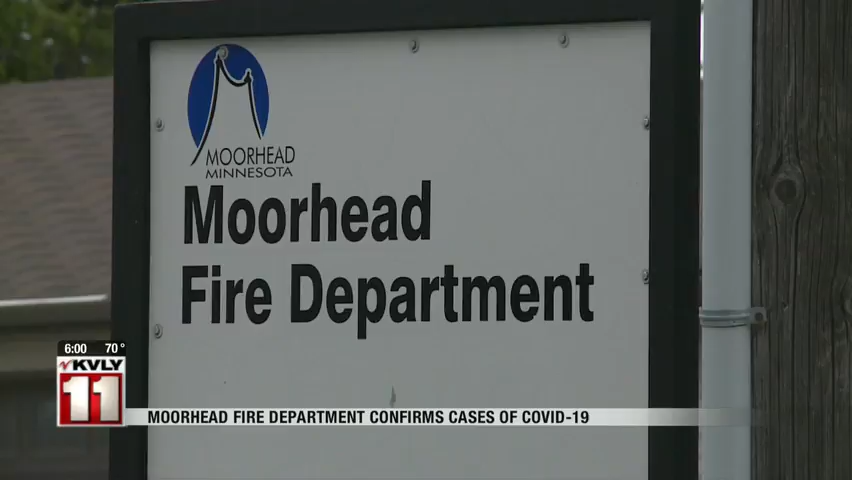 MOORHEAD
MINNESOTA
Moorhead
Fire Department
6:00 70°
KVLY
11
MOORHEAD FIRE DEPARTMENT CONFIRMS CASES OF COVID-19